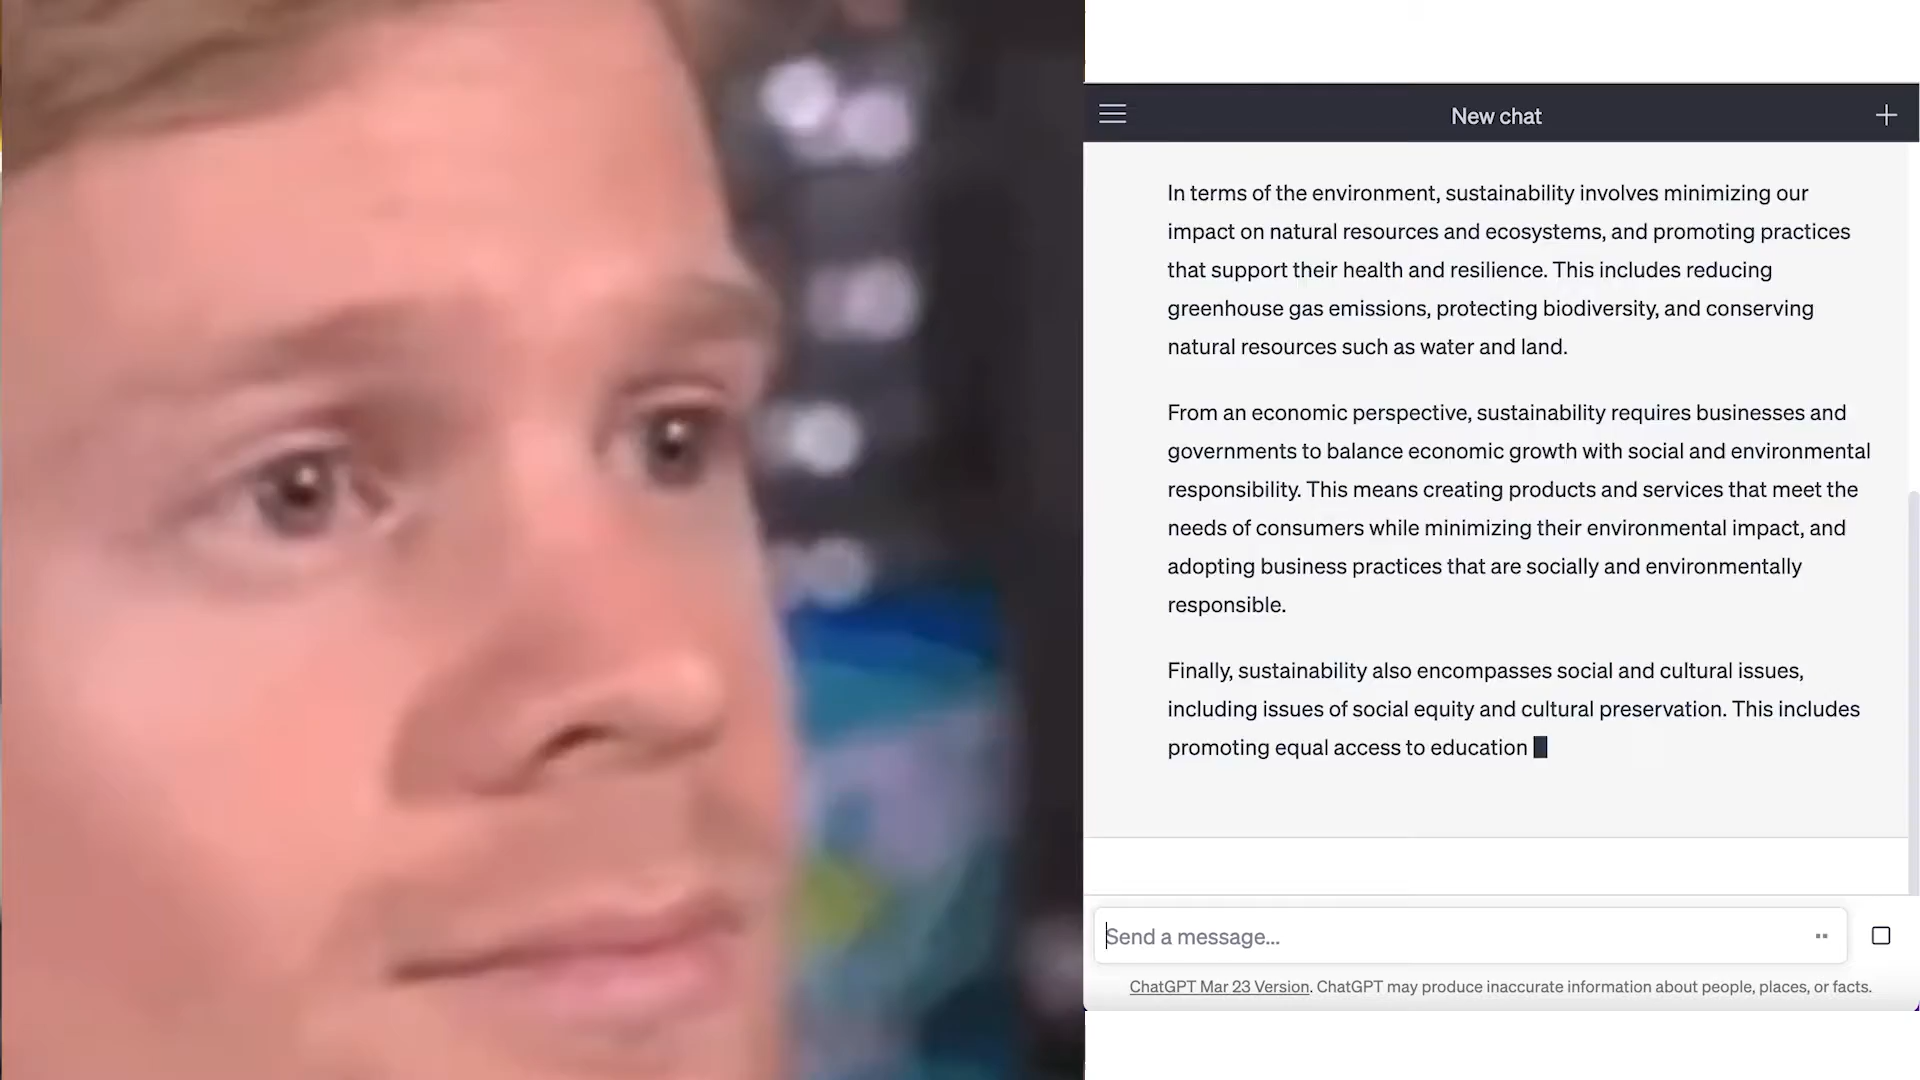 New chat
In terms of the environment, sustainability involves minimizing our
impact on natural resources and ecosystems, and promoting practices
that support their health and resilience. This includes reducing
greenhouse gas emissions, protecting biodiversity, and conserving
natural resources such as water and land.
From an economic perspective, sustainability requires businesses and
governments to balance economic growth with social and environmental
responsibility. This means creating products and services that meet the
needs of consumers while minimizing their environmental impact, and
adopting business practices that are socially and environmentally
responsible.
Finally, sustainability also encompasses social and cultural issues,
including issues of social equity and cultural preservation. This includes
promoting equal access to education
Send a message...
ChatGPT Mar 23 Version. ChatGPT may produce inaccurate information about people, places, or facts.